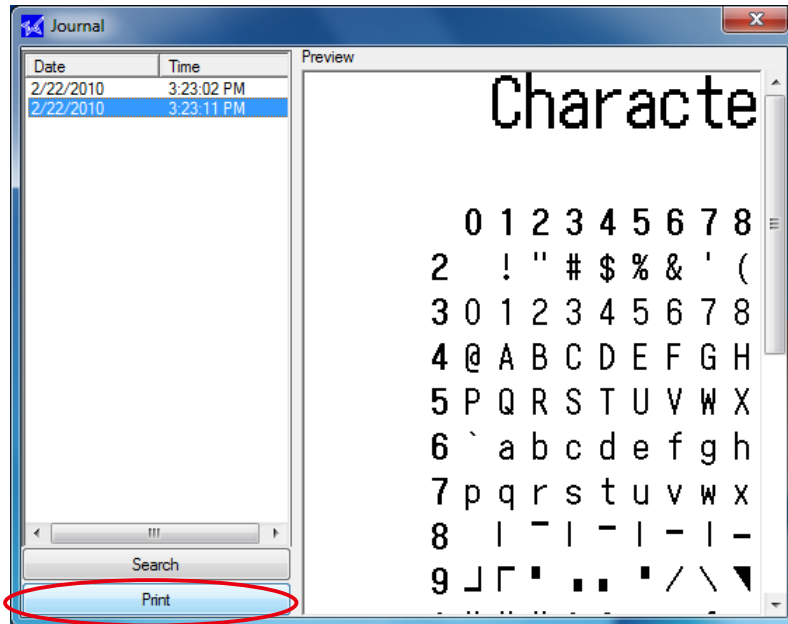 Journal
Date Time
2/22/2010 3:23:02 PM
2/22/2010 3:23:11 PM
Search
Print
Preview
Characte
0 1 2 3 4 5 6 7 8
2 ! " # $ % & ' (
3 0 1 2 3 4 5 6 7 8
4 @ A B C D E F G H
5 P Q R S T U V W X
6 ` a b c d e f g h
7 p q r s t u v w x
8
9